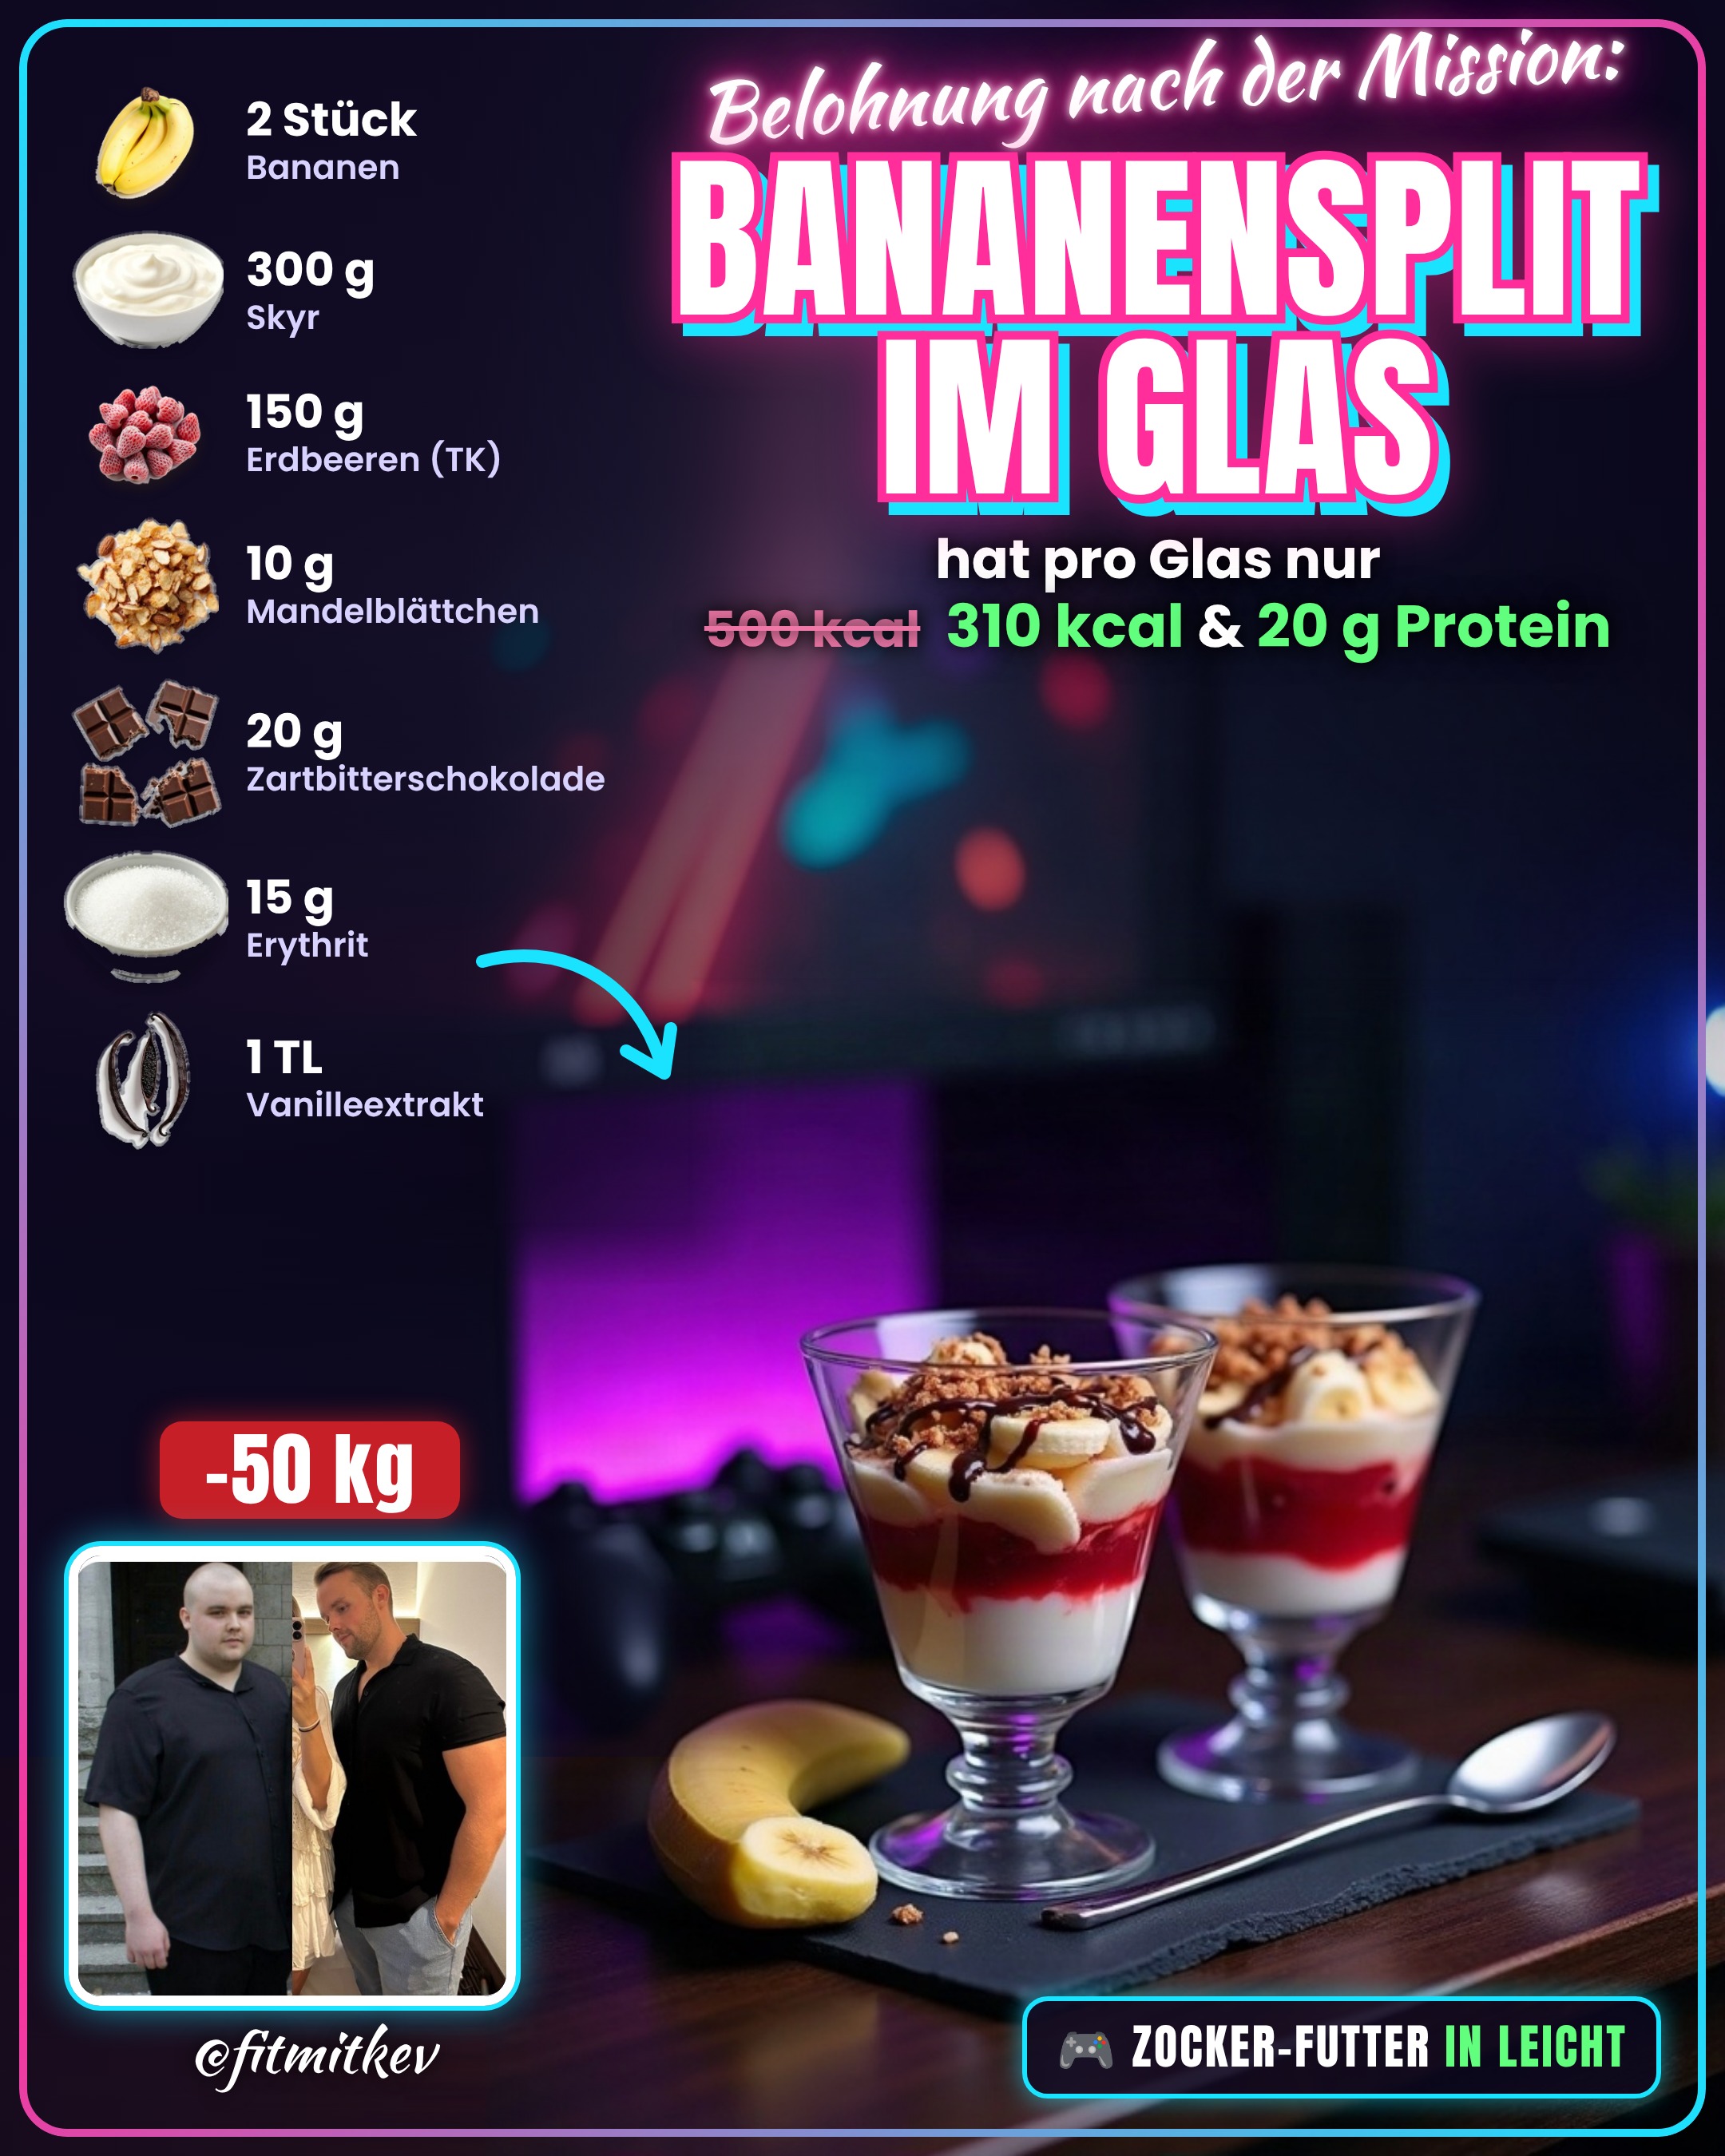 Belohnung nach der Mission:
BANANENSPLIT
IM GLAS
hat pro Glas nur
500 kcal 310 kcal & 20 g Protein
2 Stück
Bananen
300 g
Skyr
150 g
Erdbeeren (TK)
10 g
Mandelblättchen
20 g
Zartbitterschokolade
15 g
Erythrit
1 TL
Vanilleextrakt
-50 kg
@fitmitkev
🎮 ZOCKER-FUTTER IN LEICHT